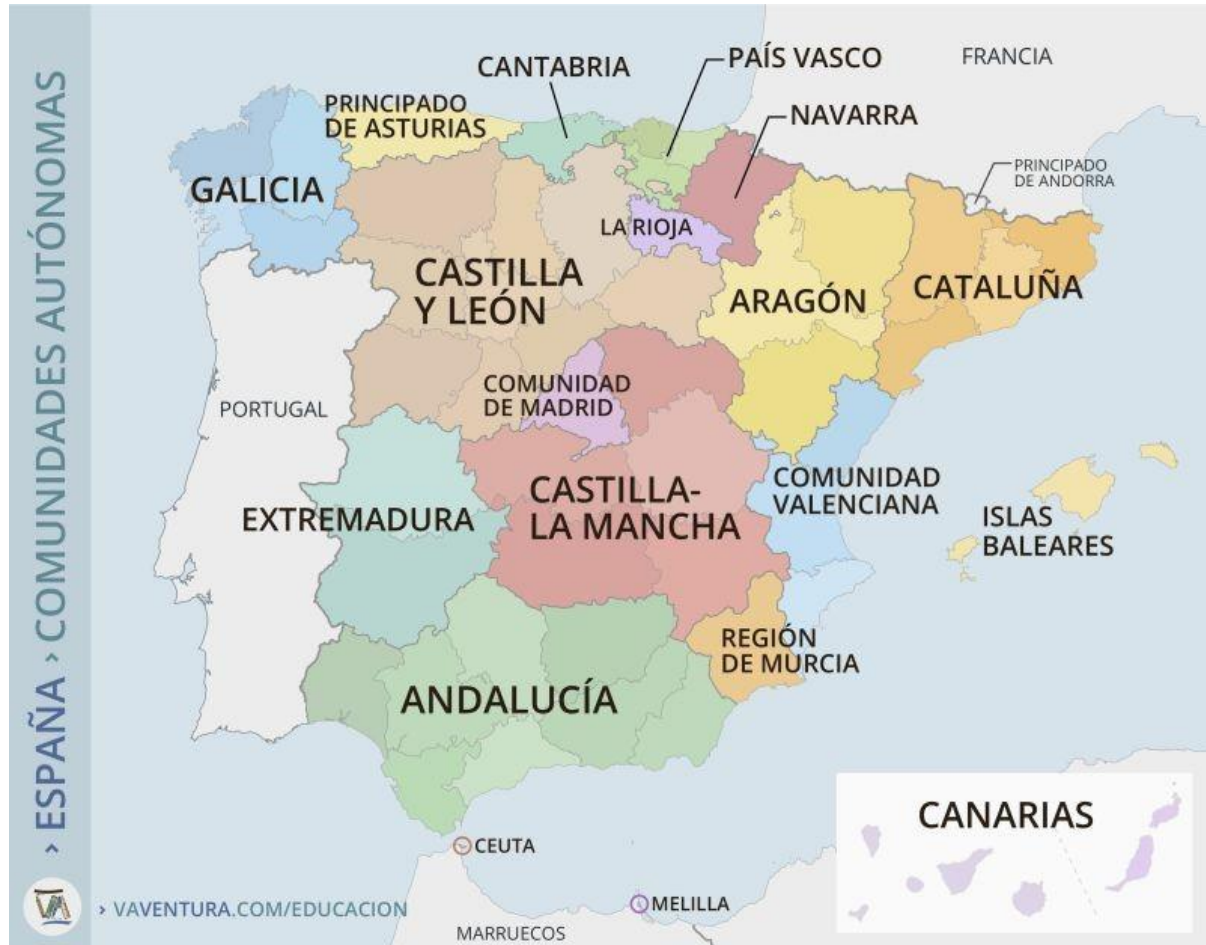 > ESPAÑA > COMUNIDADES AUTÓNOMAS
CANTABRIA
PAÍS VASCO
FRANCIA
PRINCIPADO
DE ASTURIAS
NAVARRA
PRINCIPADO
DE ANDORRA
GALICIA
LA RIOJA
CASTILLA
Y LEÓN
ARAGÓN
CATALUÑA
COMUNIDAD
DE MADRID
PORTUGAL
EXTREMADURA
CASTILLA-
LA MANCHA
COMUNIDAD
VALENCIANA
ISLAS
BALEARES
REGIÓN
DE MURCIA
ANDALUCÍA
CANARIAS
CEUTA
MELILLA
MARRUECOS
> VAVENTURA.COM/EDUCACION